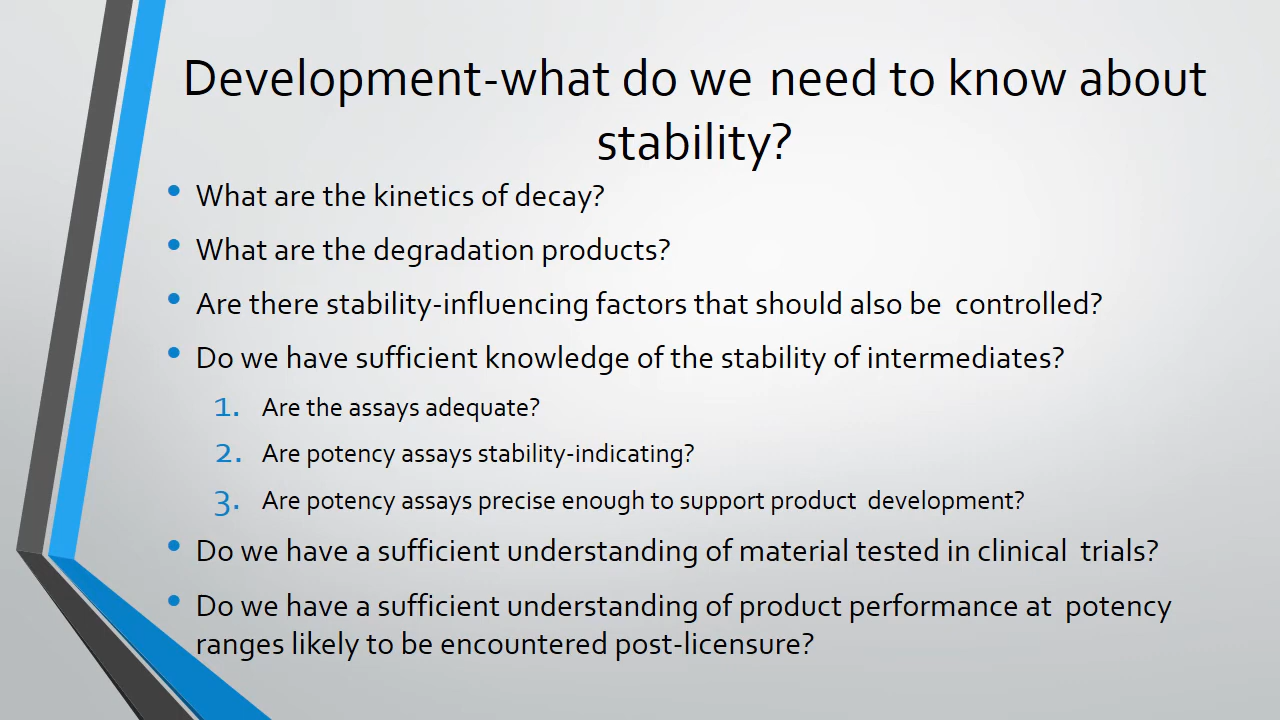 Development-what do we need to know about
stability?
• What are the kinetics of decay?
• What are the degradation products?
• Are there stability-influencing factors that should also be controlled?
• Do we have sufficient knowledge of the stability of intermediates?
1. Are the assays adequate?
2. Are potency assays stability-indicating?
3. Are potency assays precise enough to support product development?
• Do we have a sufficient understanding of material tested in clinical trials?
• Do we have a sufficient understanding of product performance at potency
ranges likely to be encountered post-licensure?